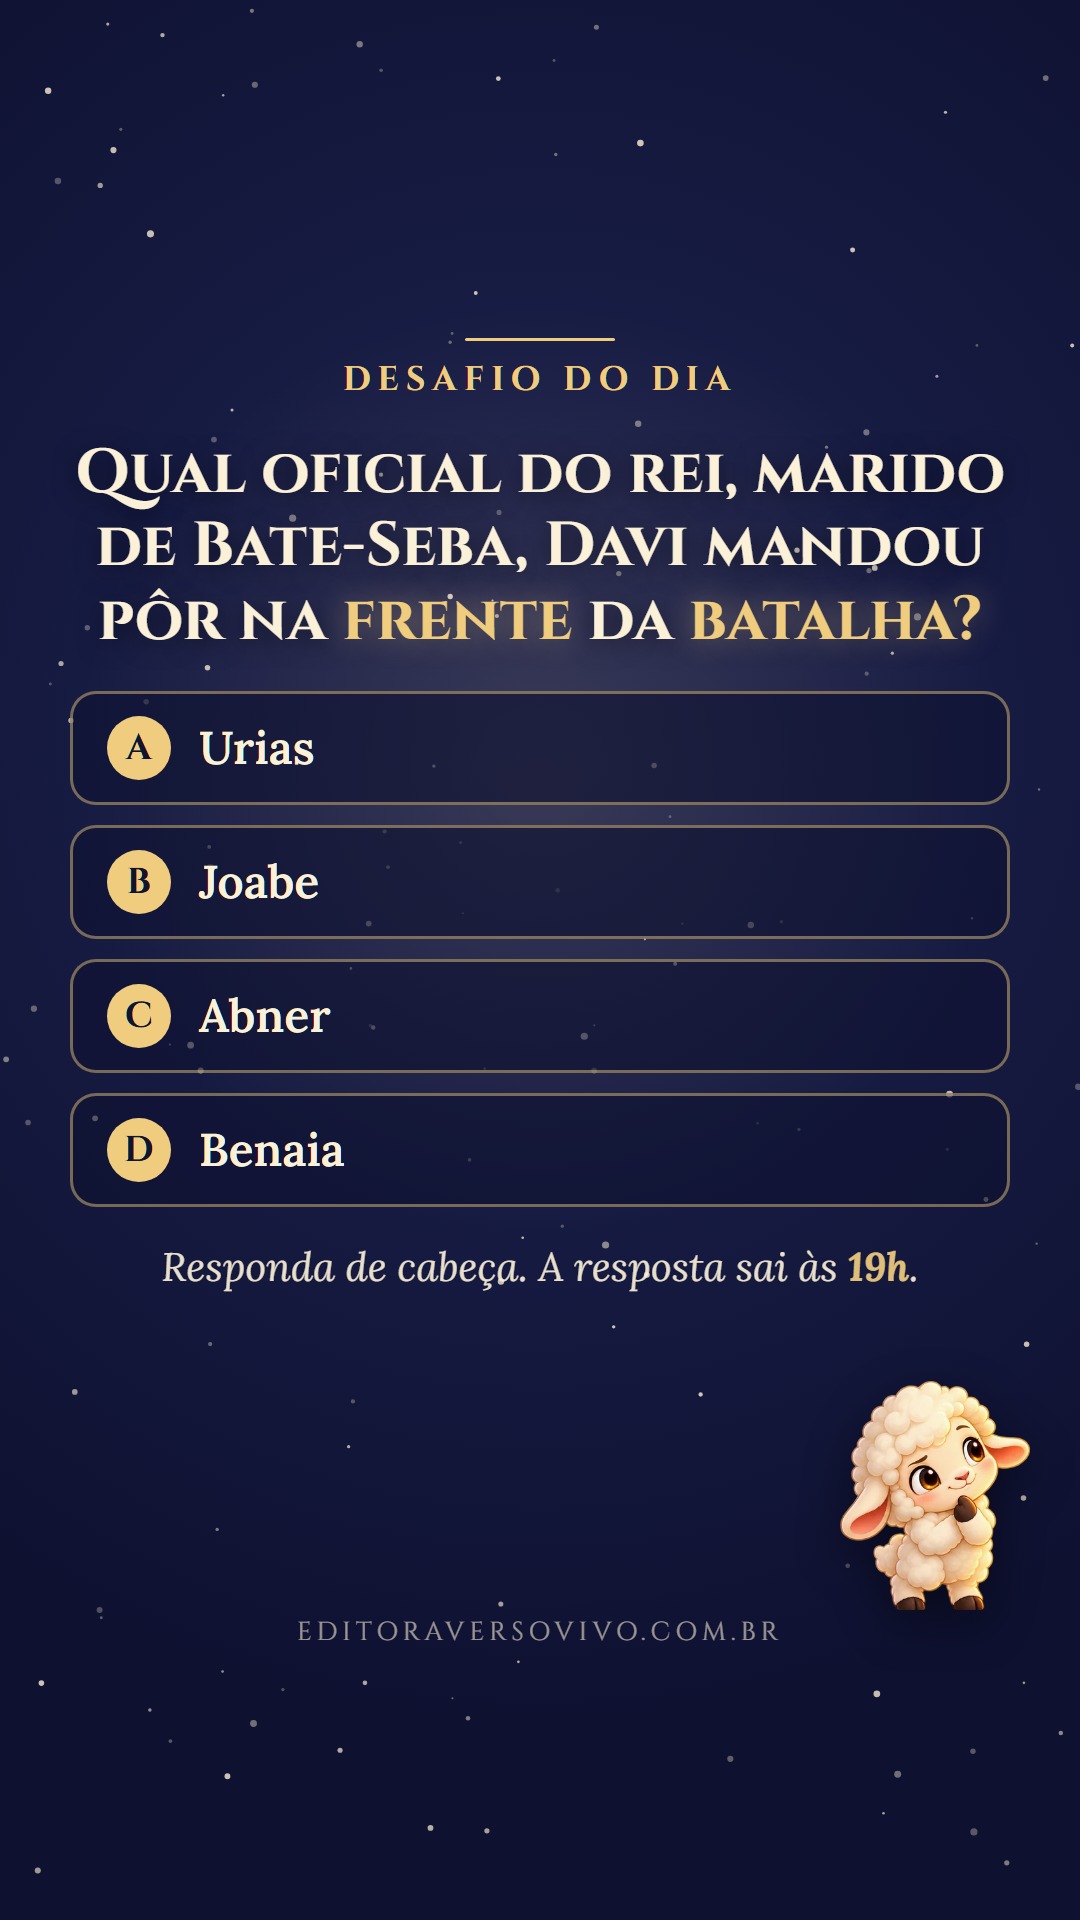 DESAFIO DO DIA
Qual oficial do rei, marido
de Bate-Seba, Davi mandou
pôr na frente da batalha?
A Urias
B Joabe
C Abner
D Benaia
Responda de cabeça. A resposta sai às 19h.
EDITORAVERSOVIVO.COM.BR